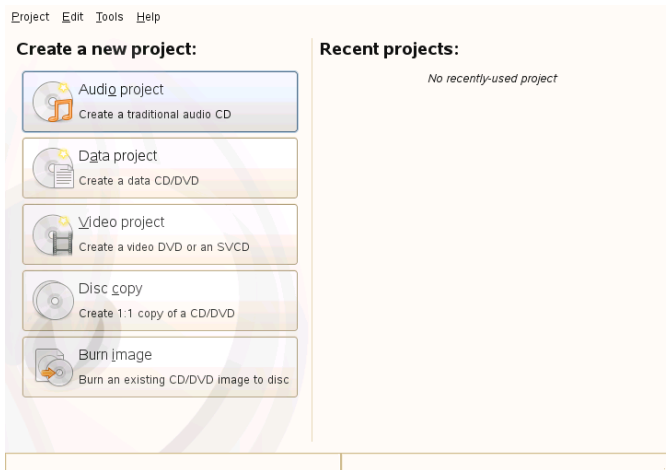 Project Edit Tools Help
Create a new project:
Audio project
Create a traditional audio CD
Data project
Create a data CD/DVD
Video project
Create a video DVD or an SVCD
Disc copy
Create 1:1 copy of a CD/DVD
Burn image
Burn an existing CD/DVD image to disc
Recent projects:
No recently-used project